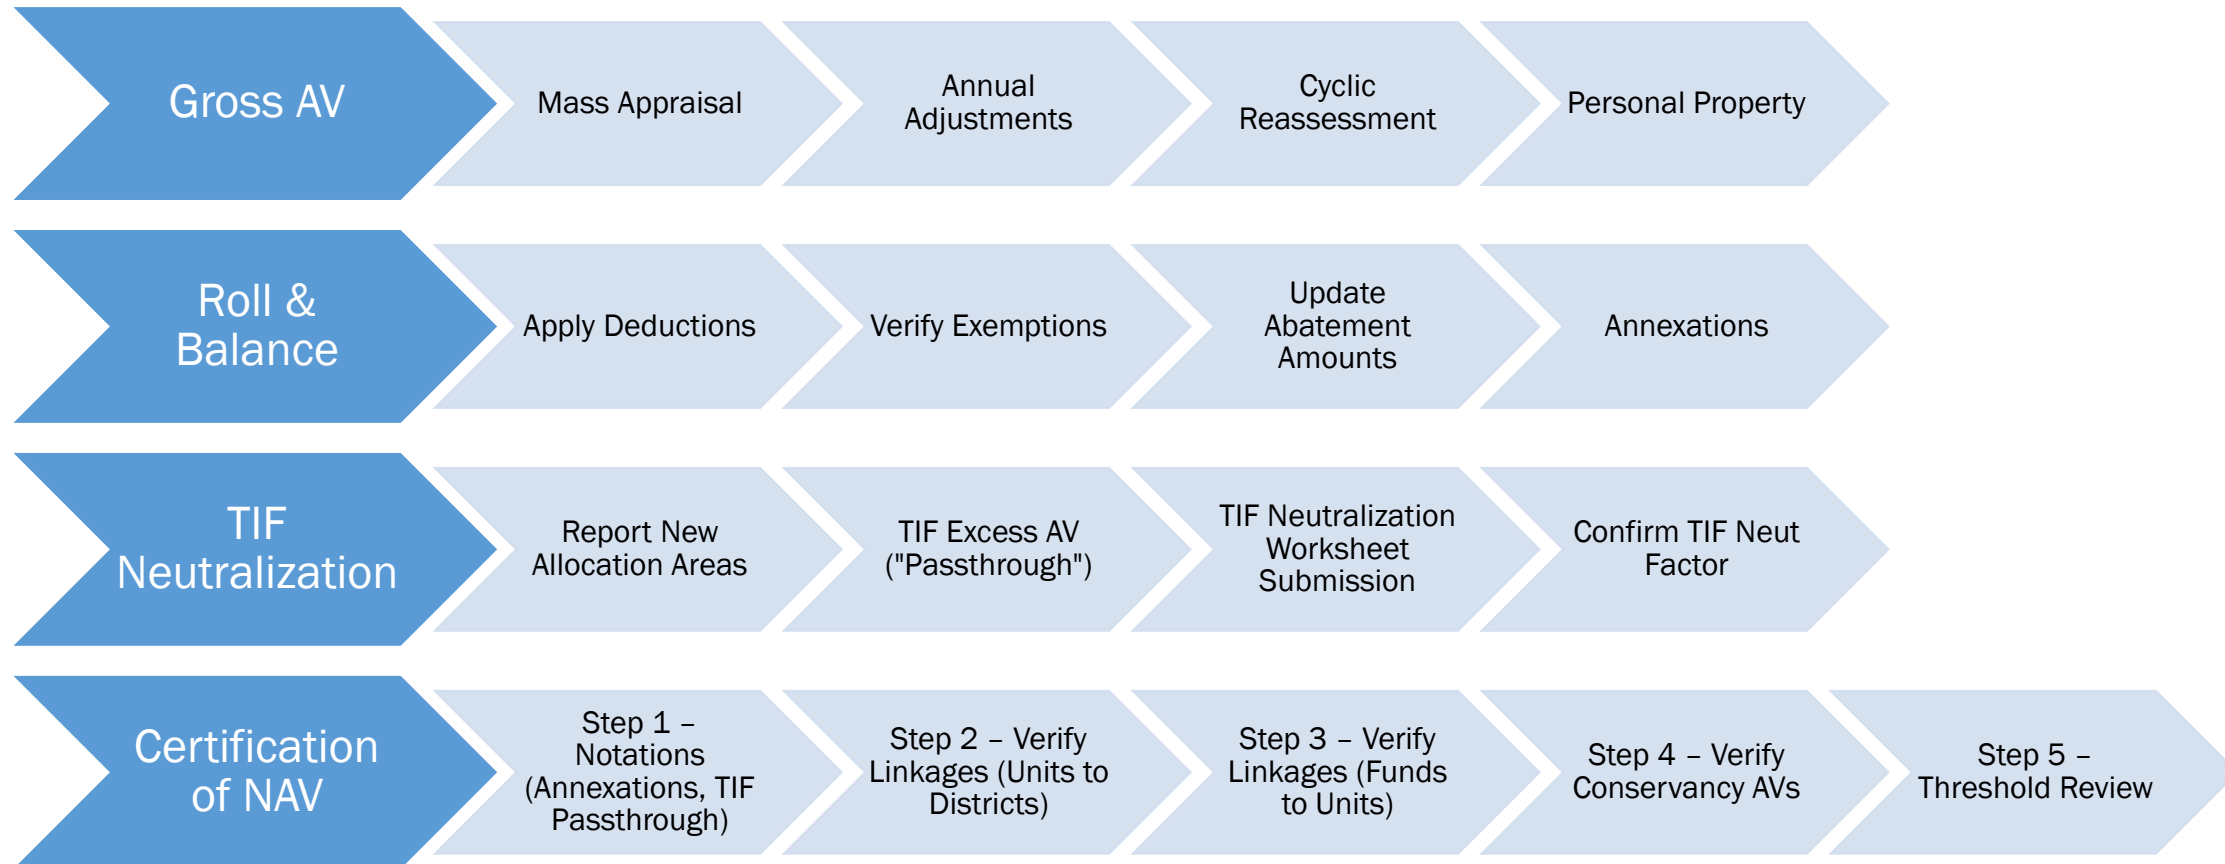 Gross AV
Mass Appraisal
Annual
Adjustments
Cyclic
Reassessment
Personal Property
Roll &
Balance
Apply Deductions
Verify Exemptions
Update
Abatement
Amounts
Annexations
TIF
Neutralization
Report New
Allocation Areas
TIF Excess AV
("Passthrough")
TIF Neutralization
Worksheet
Submission
Confirm TIF Neut
Factor
Certification
of NAV
Step 1 –
Notations
(Annexations, TIF
Passthrough)
Step 2 – Verify
Linkages (Units to
Districts)
Step 3 – Verify
Linkages (Funds
to Units)
Step 4 – Verify
Conservancy AVs
Step 5 –
Threshold Review